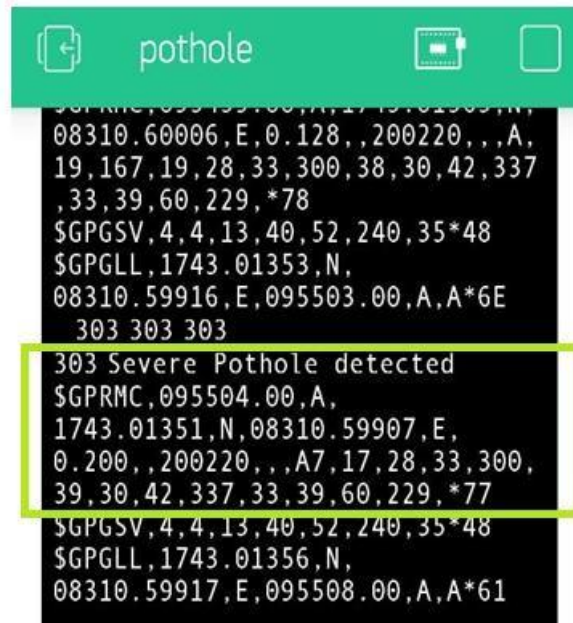 pothole
08310.60006,E,0.128,,200220,,,A,
19,167,19,28,33,300,38,30,42,337
,33,39,60,229,*78
$GPGSV,4,4,13,40,52,240,35*48
$GPGLL,1743.01353,N,
08310.59916,E,095503.00,A,A*6E
303 303 303
303 Severe Pothole detected
$GPRMC,095504.00,A,
1743.01351,N,08310.59907,E,
0.200,,200220,,,A7,17,28,33,300,
39,30,42,337,33,39,60,229,*77
$GPGSV,4,4,13,40,52,240,35*48
$GPGLL,1743.01356,N,
08310.59917,E,095508.00,A,A*61